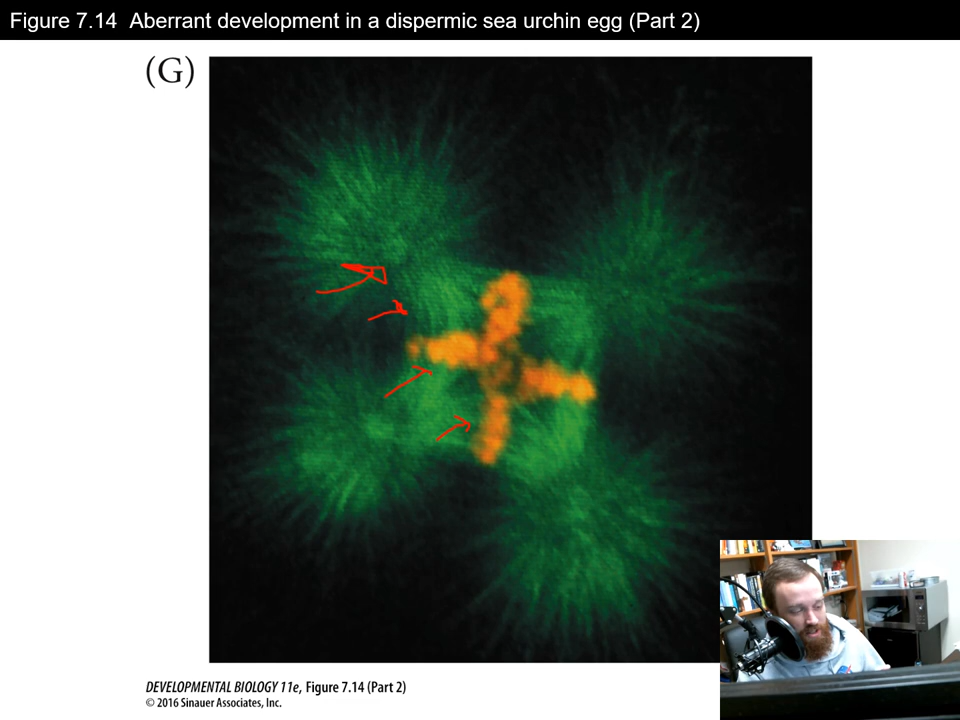 Figure 7.14 Aberrant development in a dispermic sea urchin egg (Part 2)
(G)
DEVELOPMENTAL BIOLOGY 11e, Figure 7.14 (Part 2)
© 2016 Sinauer Associates, Inc.